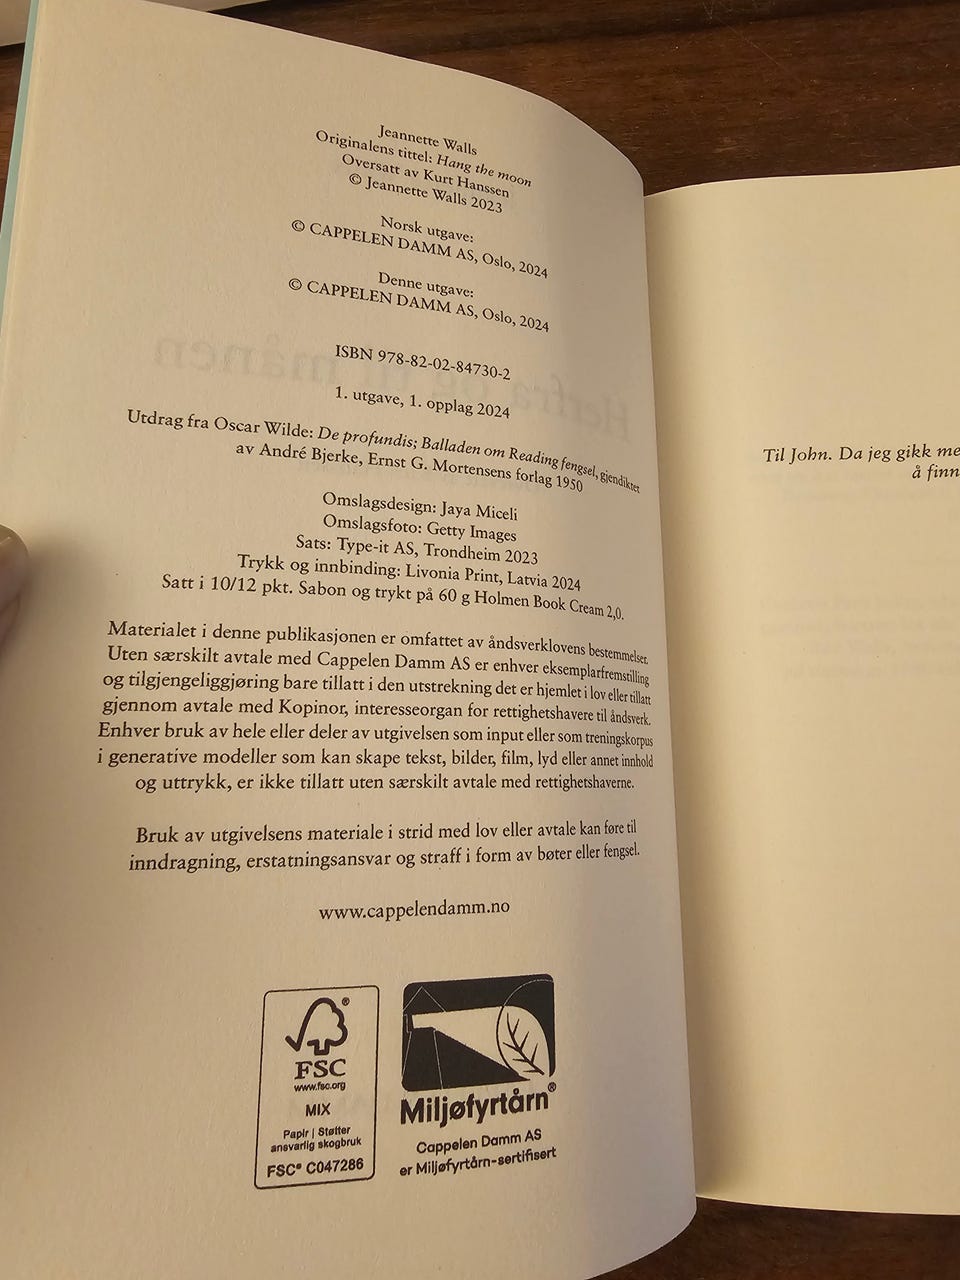 Jeannette Walls
Originalens tittel: Hang the moon
Oversatt av Kurt Hanssen
© Jeannette Walls 2023
Norsk utgave:
© CAPPELEN DAMM AS, Oslo, 2024
Denne utgave:
© CAPPELEN DAMM AS, Oslo, 2024
ISBN 978-82-02-84730-2
1. utgave, 1. opplag 2024
Utdrag fra Oscar Wilde: De profundis; Balladen om Reading fengsel, gjendiktet
av André Bjerke, Ernst G. Mortensens forlag 1950
Omslagsdesign: Jaya Miceli
Omslagsfoto: Getty Images
Sats: Type-it AS, Trondheim 2023
Trykk og innbinding: Livonia Print, Latvia 2024
Satt i 10/12 pkt. Sabon og trykt på 60 g Holmen Book Cream 2,0.
Materialet i denne publikasjonen er omfattet av åndsverklovens bestemmelser.
Uten særskilt avtale med Cappelen Damm AS er enhver eksemplarfremstilling
og tilgjengeliggjøring bare tillatt i den utstrekning det er hjemlet i lov eller tillatt
gjennom avtale med Kopinor, interesseorgan for rettighetshavere til åndsverk.
Enhver bruk av hele eller deler av utgivelsen som input eller som treningskorpus
i generative modeller som kan skape tekst, bilder, film, lyd eller annet innhold
og uttrykk, er ikke tillatt uten særskilt avtale med rettighetshaverne.
Bruk av utgivelsens materiale i strid med lov eller avtale kan føre til
inndragning, erstatningsansvar og straff i form av bøter eller fengsel.
www.cappelendamm.no
FSC
www.fsc.org
MIX
Papir | Støtter
ansvarlig skogbruk
FSC® C047286
Miljøfyrtårn®
Cappelen Damm AS
er Miljøfyrtårn-sertifisert
Til John. Da jeg gikk me
å finn